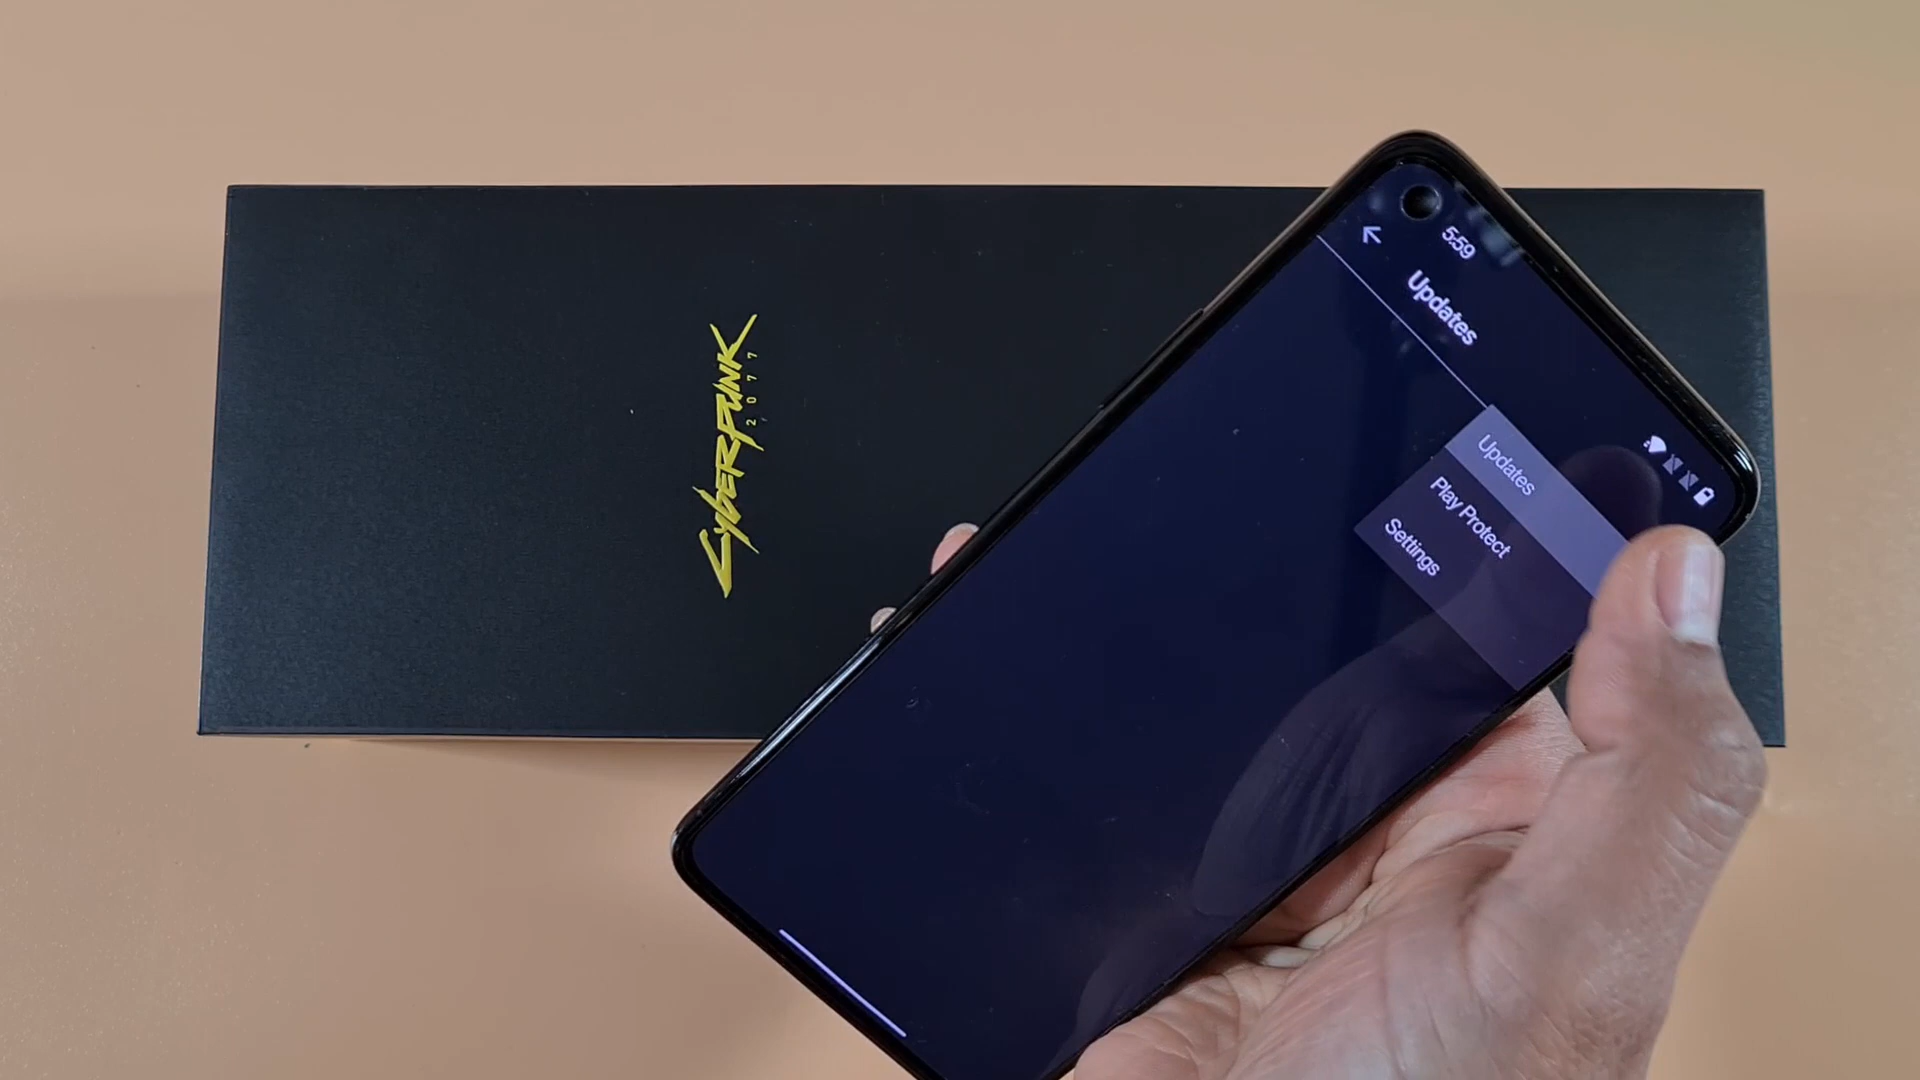 CYBERPUNK
2077
5:59
Updates
Updates
Play Protect
Settings